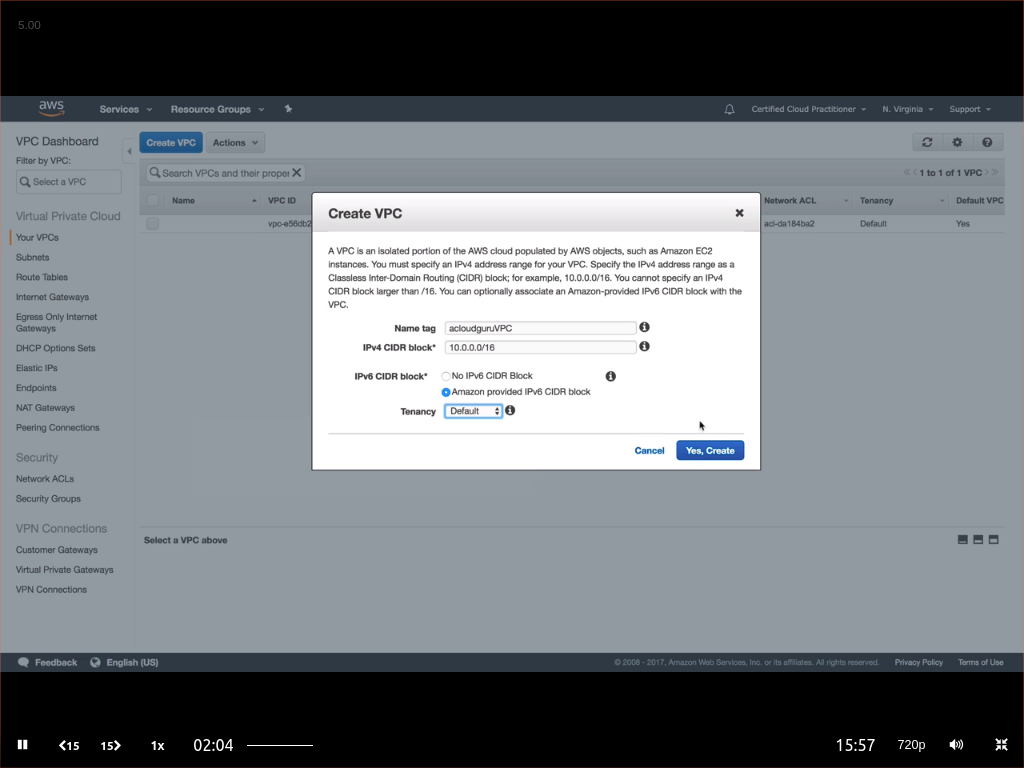 5.00
aws
Services
Resource Groups
Certified Cloud Practitioner
N. Virginia
Support
VPC Dashboard
Filter by VPC:
Select a VPC
Virtual Private Cloud
Your VPCs
Subnets
Route Tables
Internet Gateways
Egress Only Internet
Gateways
DHCP Options Sets
Elastic IPs
Endpoints
NAT Gateways
Peering Connections
Security
Network ACLs
Security Groups
VPN Connections
Customer Gateways
Virtual Private Gateways
VPN Connections
Create VPC
Actions
Search VPCs and their proper
1 to 1 of 1 VPC
Name
VPC ID
Network ACL
Tenancy
Default VPC
vpc-e56db2
acl-da184ba2
Default
Yes
Create VPC
A VPC is an isolated portion of the AWS cloud populated by AWS objects, such as Amazon EC2
instances. You must specify an IPv4 address range for your VPC. Specify the IPv4 address range as a
Classless Inter-Domain Routing (CIDR) block; for example, 10.0.0.0/16. You cannot specify an IPv4
CIDR block larger than /16. You can optionally associate an Amazon-provided IPv6 CIDR block with the
VPC.
Name tag acloudguruVPC
IPv4 CIDR block* 10.0.0.0/16
IPv6 CIDR block* No IPv6 CIDR Block
Amazon provided IPv6 CIDR block
Tenancy Default
Cancel
Yes, Create
Select a VPC above
Feedback
English (US)
© 2008 - 2017, Amazon Web Services, Inc. or its affiliates. All rights reserved.
Privacy Policy
Terms of Use
15
15
1x
02:04
15:57
720p